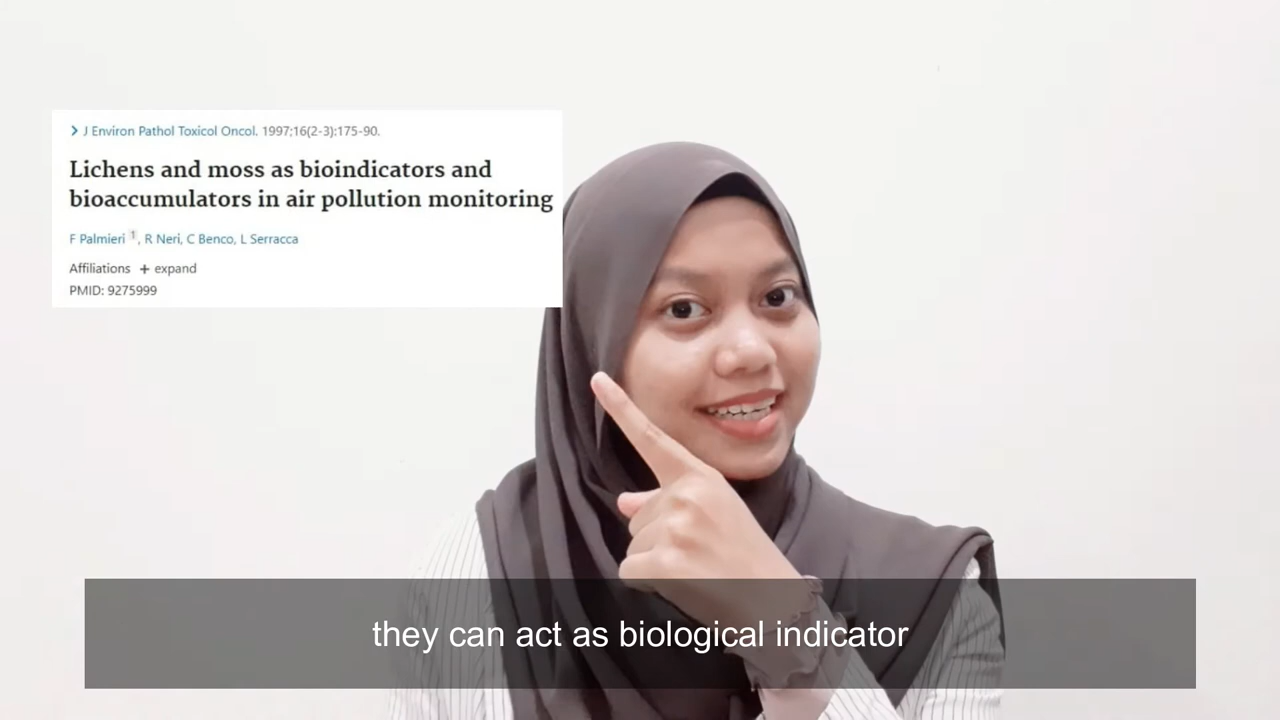 J Environ Pathol Toxicol Oncol. 1997;16(2-3):175-90.
Lichens and moss as bioindicators and
bioaccumulators in air pollution monitoring
F Palmieri 1, R Neri, C Benco, L Serracca
Affiliations + expand
PMID: 9275999
they can act as biological indicator